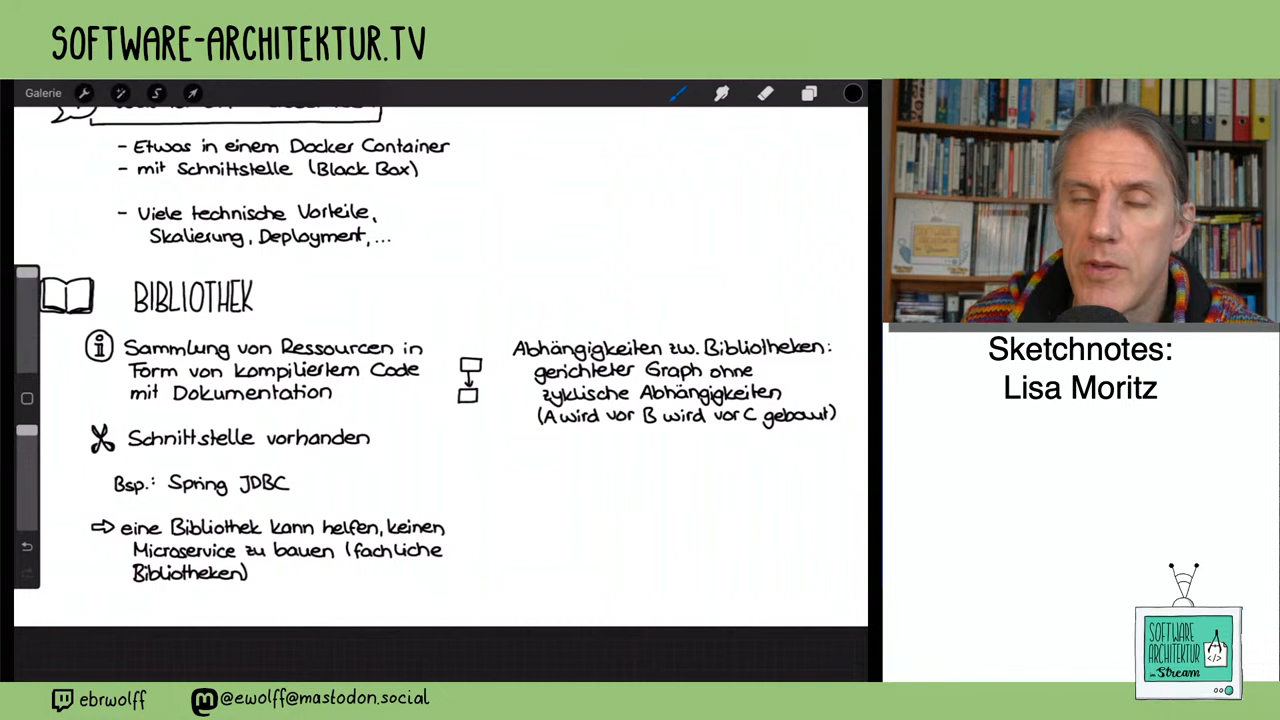 SOFTWARE-ARCHITEKTUR.TV
Galerie
- Etwas in einem Docker Container
- mit Schnittstelle (Black Box)
- Viele technische Vorteile,
Skalierung, Deployment, ...
BIBLIOTHEK
Sammlung von Ressourcen in
Form von kompiliertem Code
mit Dokumentation
Schnittstelle vorhanden
Bsp.: Spring JDBC
⇒ eine Bibliothek kann helfen, keinen
Microservice zu bauen (fachliche
Bibliotheken)
Abhängigkeiten zw. Bibliotheken:
gerichteter Graph ohne
zyklische Abhängigkeiten
(A wird vor B wird vor C gebaut)
Sketchnotes:
Lisa Moritz
SOFTWARE
ARCHITEKTUR
im Stream
ebrwolff
@ewolff@mastodon.social